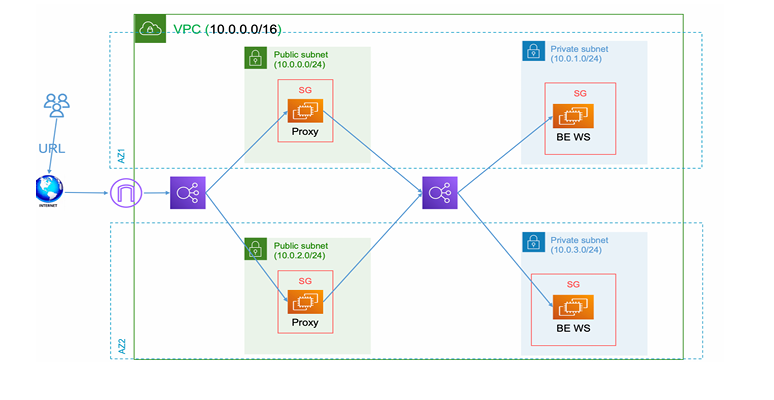 VPC (10.0.0.0/16)
Public subnet
(10.0.0.0/24)
SG
Proxy
Private subnet
(10.0.1.0/24)
SG
BE WS
AZ1
URL
INTERNET
Public subnet
(10.0.2.0/24)
SG
Proxy
Private subnet
(10.0.3.0/24)
SG
BE WS
AZ2